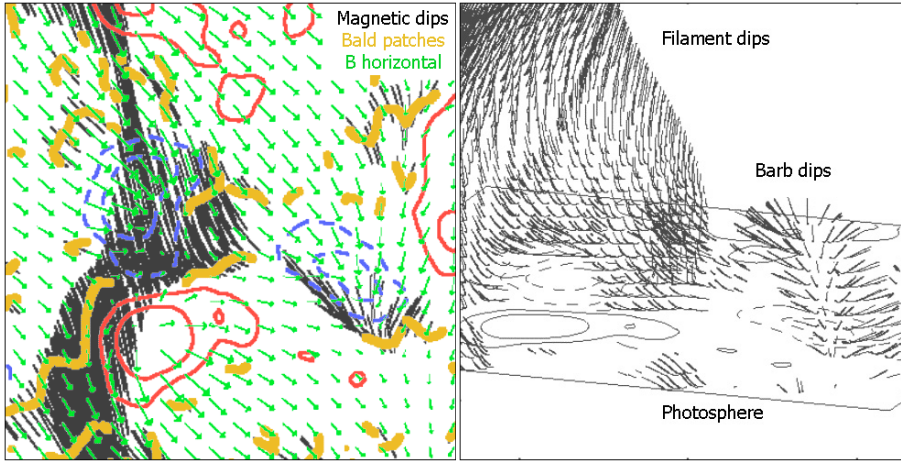 Magnetic dips
Bald patches
B horizontal
Filament dips
Barb dips
Photosphere